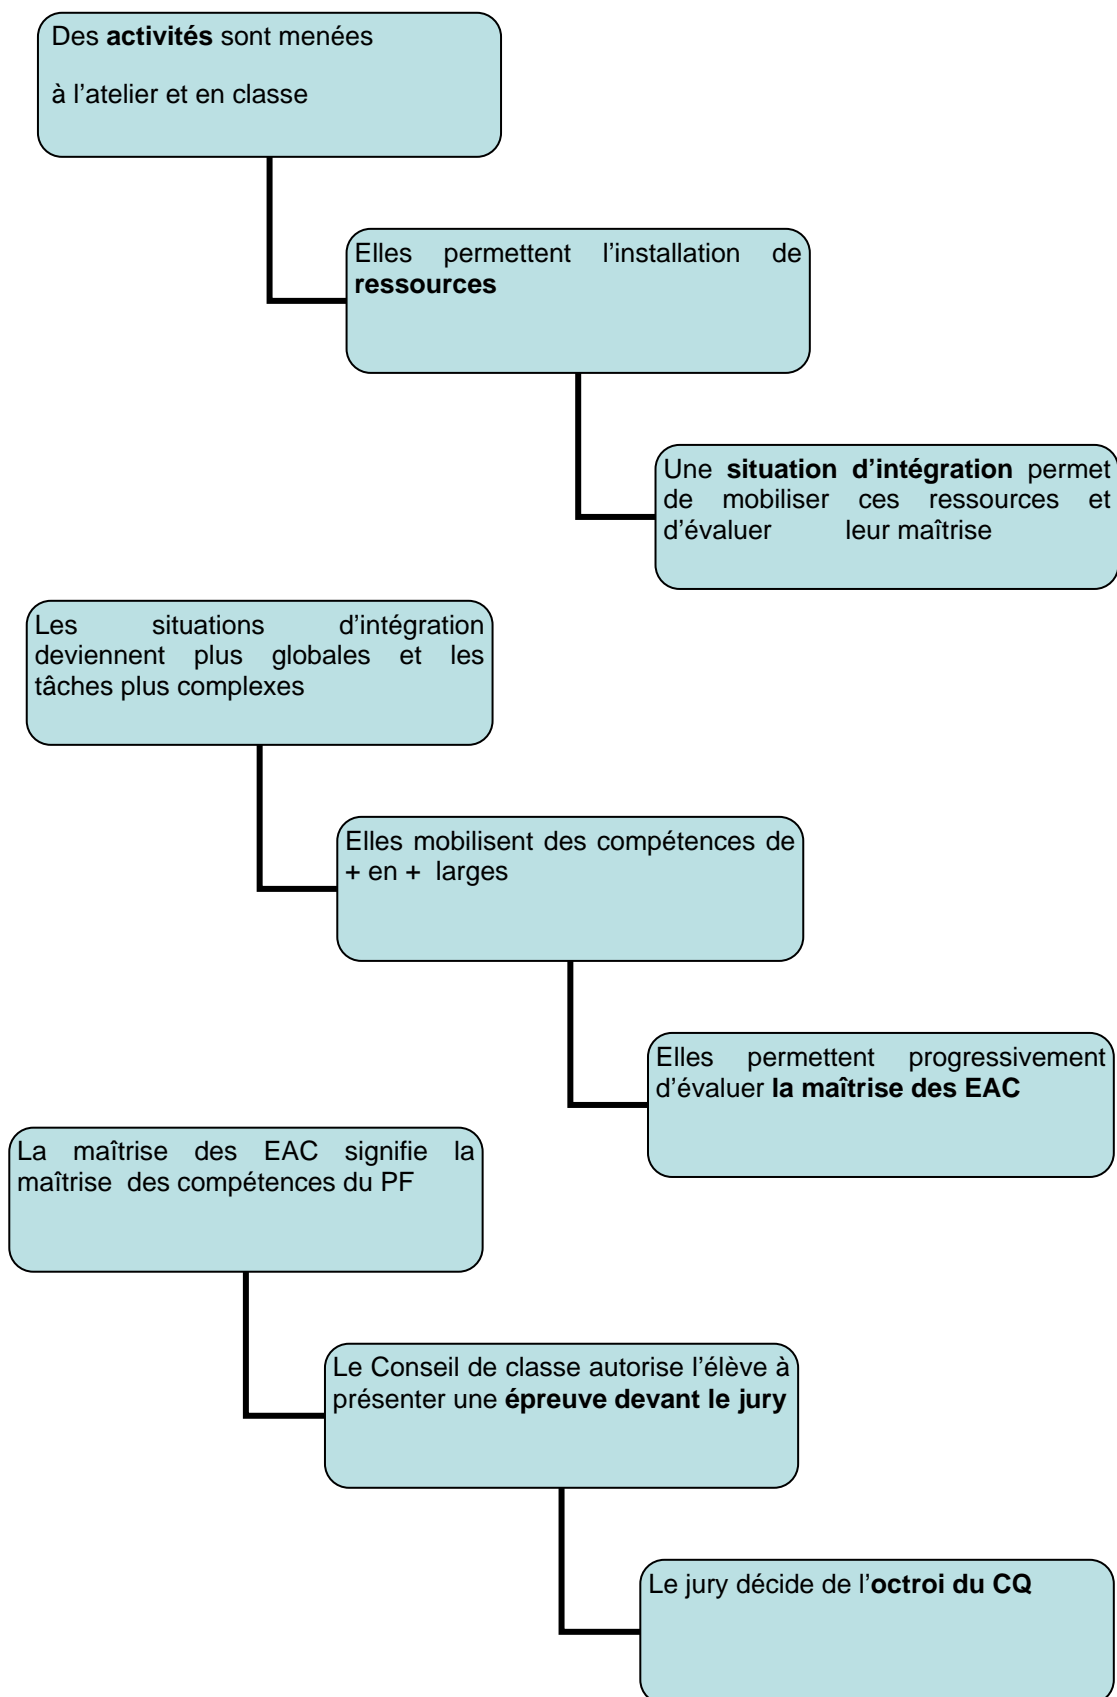 Des activités sont menées
à l'atelier et en classe
Elles permettent l'installation de
ressources
Une situation d'intégration permet
de mobiliser ces ressources et
d'évaluer leur maîtrise
Les situations d'intégration
deviennent plus globales et les
tâches plus complexes
Elles mobilisent des compétences de
+ en + larges
Elles permettent progressivement
d'évaluer la maîtrise des EAC
La maîtrise des EAC signifie la
maîtrise des compétences du PF
Le Conseil de classe autorise l'élève à
présenter une épreuve devant le jury
Le jury décide de l'octroi du CQ